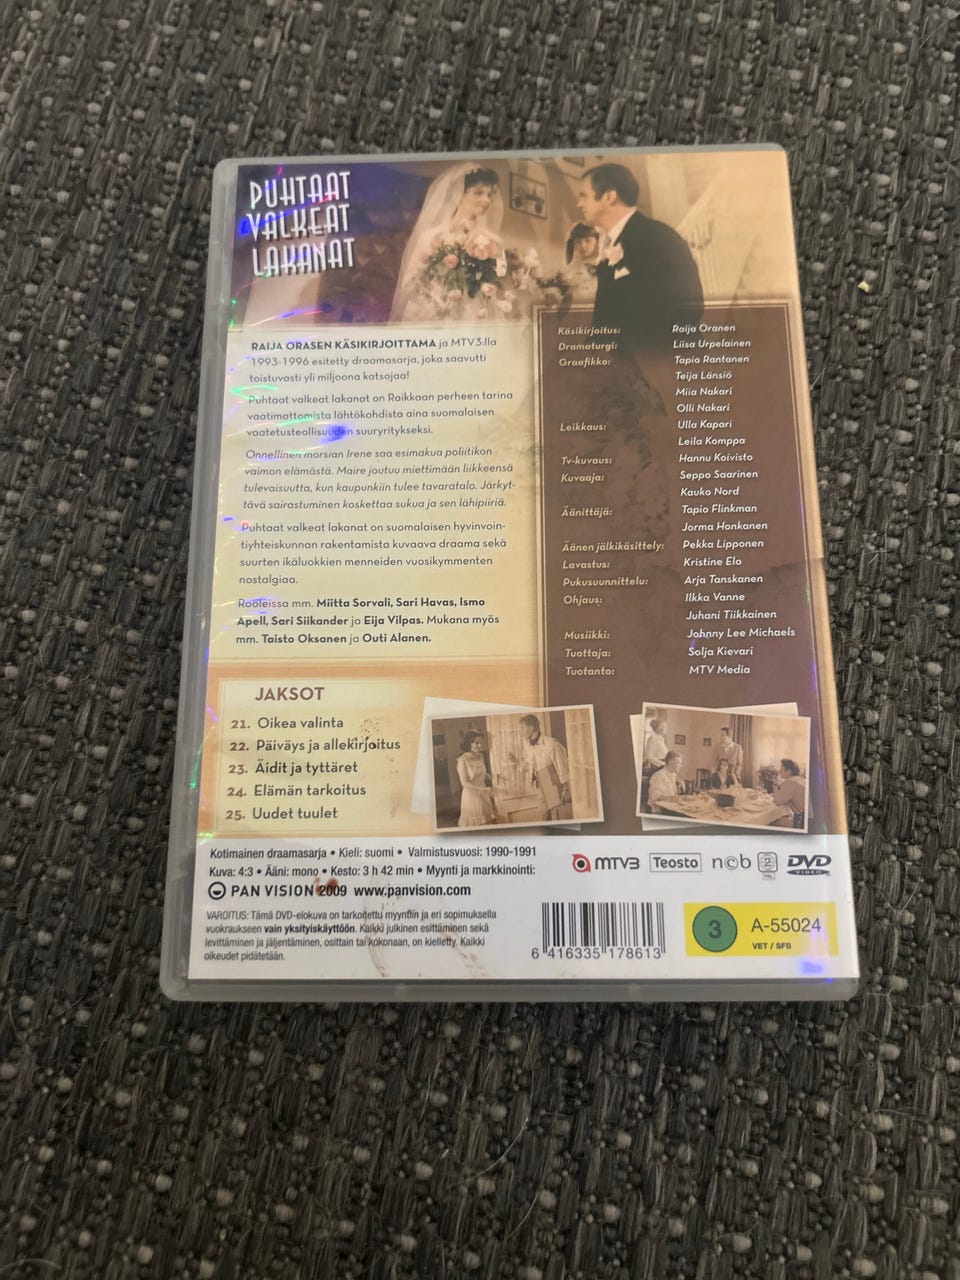 PUHTAAT
VALKEAT
LAKANAT
RAIJA ORASEN KÄSIKIRJOITTAMA ja MTV3:lla
1993-1996 esitetty draamasarja, joka saavutti
toistuvasti yli miljoona katsojaa!
Puhtaat valkeat lakanat on Raikkaan perheen tarina
vaatimattomista lähtökohdista aina suomalaisen
vaatetusteollisuuden suuryritykseksi.
Onnellinen morsian Irene saa esimakua poliitikon
vaimon elämästä. Maire joutuu miettimään liikkeensä
tulevaisuutta, kun kaupunkiin tulee tavaratalo. Järkyt-
tävä sairastuminen koskettaa sukua ja sen lähipiiriä.
Puhtaat valkeat lakanat on suomalaisen hyvinvoin-
tiyhteiskunnan rakentamista kuvaava draama sekä
suurten ikäluokkien menneiden vuosikymmenten
nostalgiaa.
Rooleissa mm. Miitta Sorvali, Sari Havas, Ismo
Apell, Sari Siikander ja Eija Vilpas. Mukana myös
mm. Taisto Oksanen ja Outi Alanen.
Käsikirjoitus: Raija Oranen
Dramaturgi: Liisa Urpelainen
Graafikko: Tapio Rantanen
Teija Länsiö
Miia Nakari
Olli Nakari
Leikkaus: Ulla Kapari
Leila Komppa
Tv-kuvaus: Hannu Koivisto
Kuvaaja: Seppo Saarinen
Kauko Nord
Äänittäjä: Tapio Flinkman
Jorma Honkanen
Äänen jälkikäsittely: Pekka Lipponen
Lavastus: Kristine Elo
Pukusuunnittelu: Arja Tanskanen
Ohjaus: Ilkka Vanne
Juhani Tiikkainen
Musiikki: Johnny Lee Michaels
Tuottaja: Solja Kievari
Tuotanto: MTV Media
JAKSOT
21. Oikea valinta
22. Päiväys ja allekirjoitus
23. Äidit ja tyttäret
24. Elämän tarkoitus
25. Uudet tuulet
Kotimainen draamasarja • Kieli: suomi • Valmistusvuosi: 1990-1991
Kuva: 4:3 • Ääni: mono • Kesto: 3 h 42 min • Myynti ja markkinointi:
PAN VISION 2009 www.panvision.com
VAROITUS: Tämä DVD-elokuva on tarkoitettu myyntiin ja eri sopimuksella
vuokraukseen vain yksityiskäyttöön. Kaikki julkinen esittäminen sekä
levittäminen ja jäljentäminen, osittain tai kokonaan, on kielletty. Kaikki
oikeudet pidätetään.
MTV3 Teosto ncb 2 PAL DVD VIDEO
6 416335 178613
3 A-55024
VET / SFB